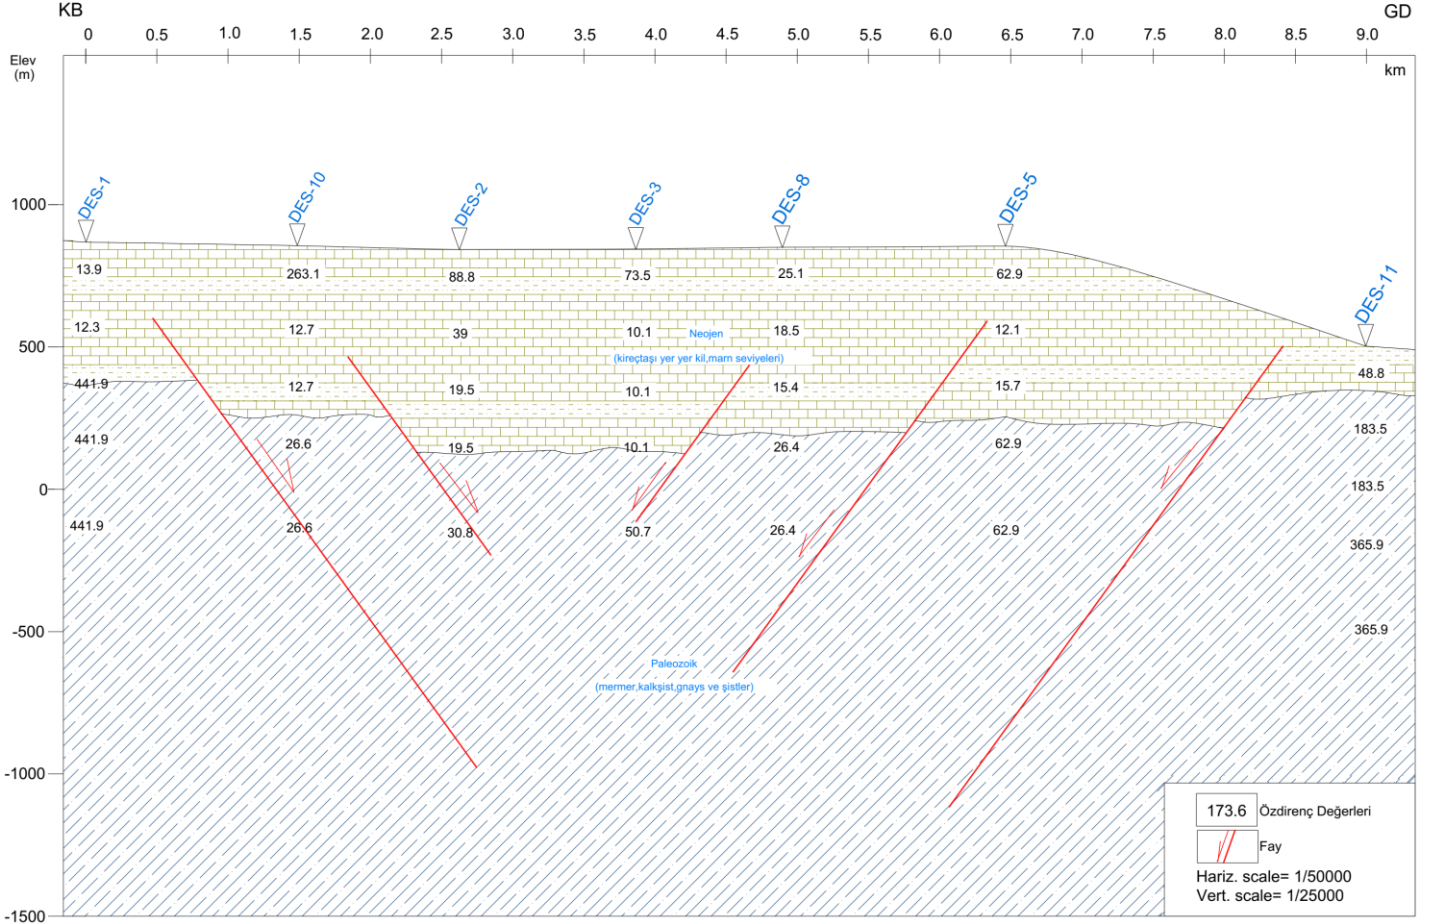 KB
GD
0 0.5 1.0 1.5 2.0 2.5 3.0 3.5 4.0 4.5 5.0 5.5 6.0 6.5 7.0 7.5 8.0 8.5 9.0
Elev
(m)
km
DES-1
DES-10
DES-2
DES-3
DES-8
DES-5
DES-11
1000
13.9 263.1 88.8 73.5 25.1 62.9
12.3 12.7 39 10.1 Neojen 18.5 12.1
500
(kireçtaşı yer yer kil,marn seviyeleri)
48.8
441.9 12.7 19.5 10.1 15.4 15.7
441.9 26.6 19.5 10.1 26.4 62.9 183.5
0
183.5
441.9 26.6 30.8 50.7 26.4 62.9
365.9
-500
365.9
Paleozoik
(mermer,kalkşist,gnays ve şistler)
-1000
173.6 Özdirenç Değerleri
Fay
Hariz. scale= 1/50000
Vert. scale= 1/25000
-1500